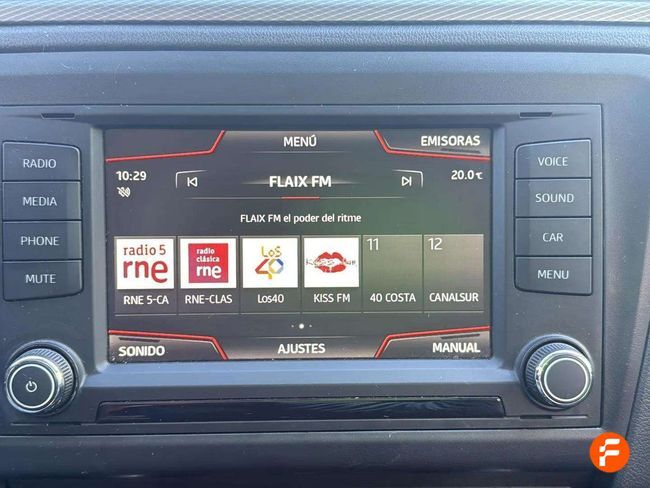 MENÚ
EMISORAS
RADIO
MEDIA
PHONE
MUTE
10:29
FLAIX FM
20.0°C
FLAIX FM el poder del ritme
radio 5
rne
radio
clásica
rne
LOS
40
11
12
RNE 5-CA
RNE-CLAS
Los40
KISS FM
40 COSTA
CANALSUR
SONIDO
AJUSTES
MANUAL
VOICE
SOUND
CAR
MENU